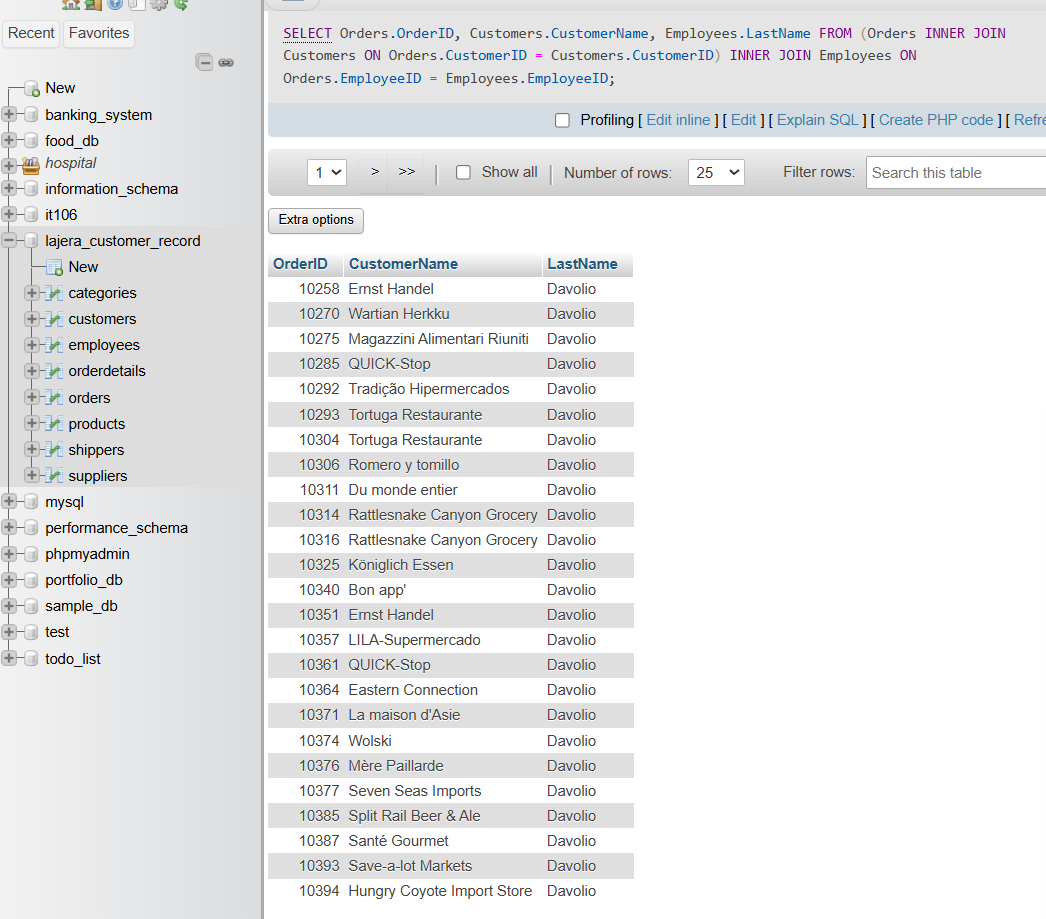 Recent Favorites
New
banking_system
food_db
hospital
information_schema
it106
lajera_customer_record
New
categories
customers
employees
orderdetails
orders
products
shippers
suppliers
mysql
performance_schema
phpmyadmin
portfolio_db
sample_db
test
todo_list
SELECT Orders.OrderID, Customers.CustomerName, Employees.LastName FROM (Orders INNER JOIN
Customers ON Orders.CustomerID = Customers.CustomerID) INNER JOIN Employees ON
Orders.EmployeeID = Employees.EmployeeID;
Profiling [ Edit inline ] [ Edit ] [ Explain SQL ] [ Create PHP code ] [ Refre
1 > >> | Show all | Number of rows: 25 Filter rows: Search this table
Extra options
OrderID CustomerName LastName
10258 Ernst Handel Davolio
10270 Wartian Herkku Davolio
10275 Magazzini Alimentari Riuniti Davolio
10285 QUICK-Stop Davolio
10292 Tradição Hipermercados Davolio
10293 Tortuga Restaurante Davolio
10304 Tortuga Restaurante Davolio
10306 Romero y tomillo Davolio
10311 Du monde entier Davolio
10314 Rattlesnake Canyon Grocery Davolio
10316 Rattlesnake Canyon Grocery Davolio
10325 Königlich Essen Davolio
10340 Bon app' Davolio
10351 Ernst Handel Davolio
10357 LILA-Supermercado Davolio
10361 QUICK-Stop Davolio
10364 Eastern Connection Davolio
10371 La maison d'Asie Davolio
10374 Wolski Davolio
10376 Mère Paillarde Davolio
10377 Seven Seas Imports Davolio
10385 Split Rail Beer & Ale Davolio
10387 Santé Gourmet Davolio
10393 Save-a-lot Markets Davolio
10394 Hungry Coyote Import Store Davolio